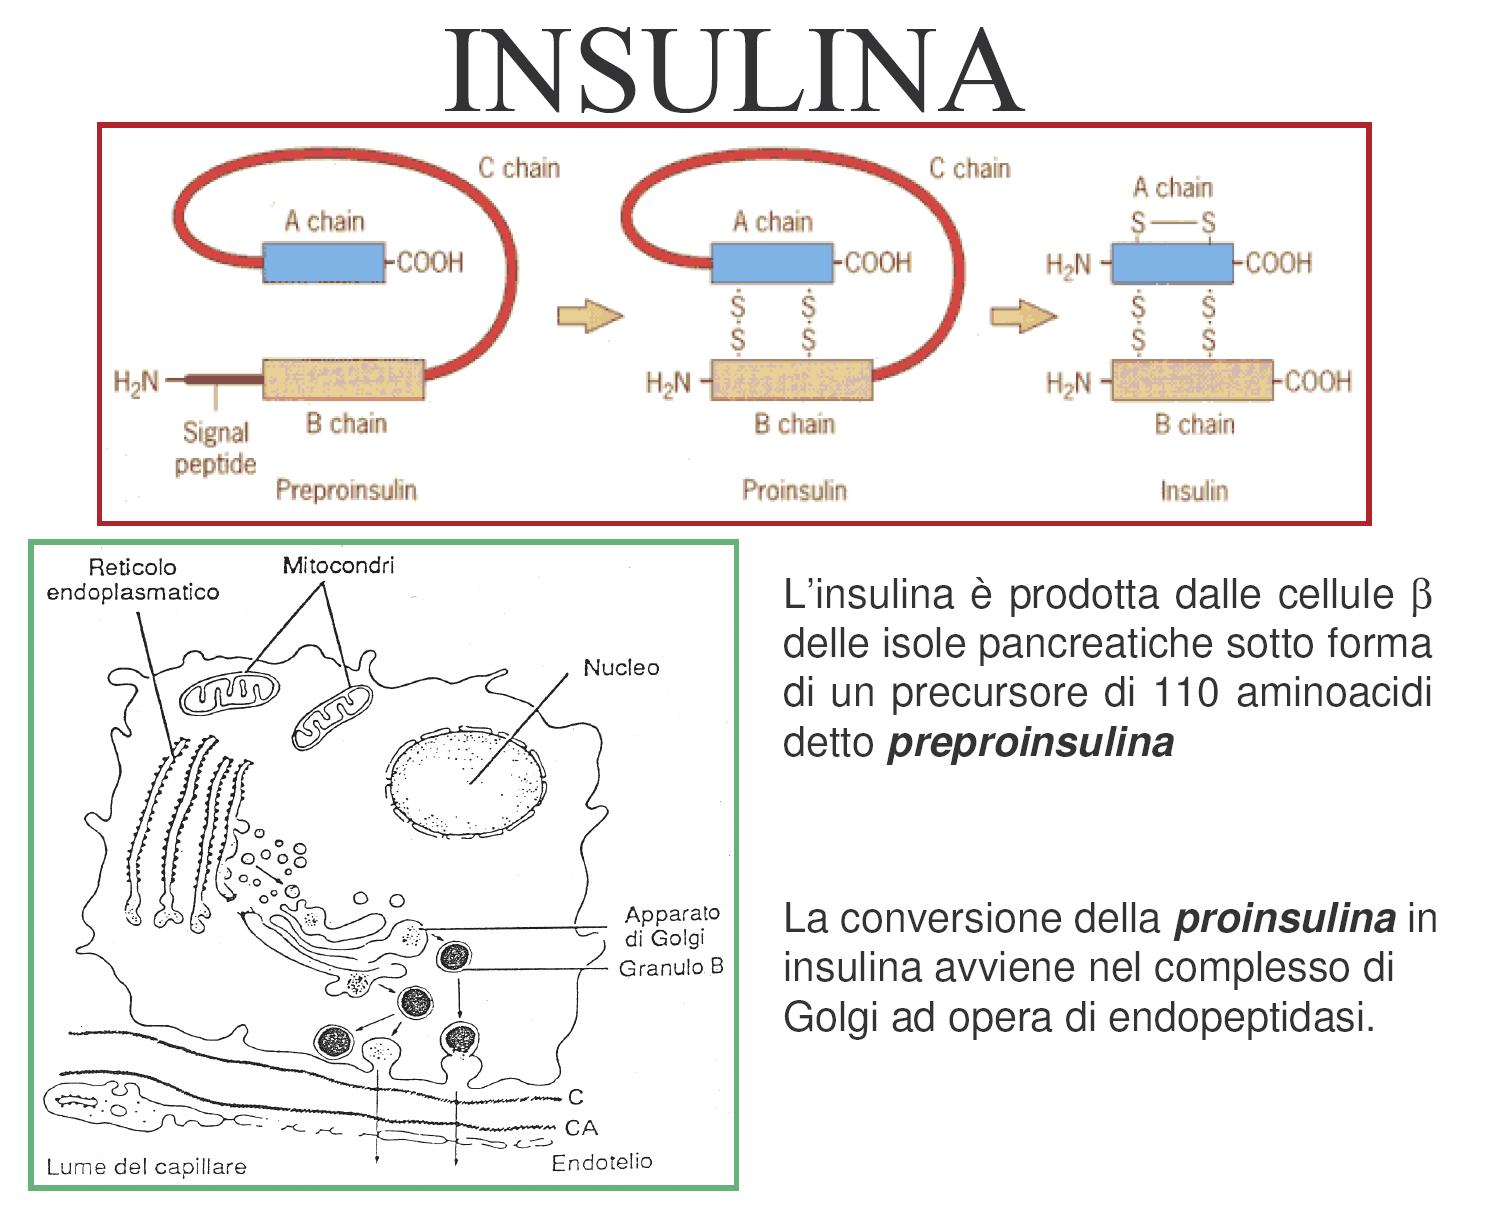 INSULINA
C chain
A chain
COOH
H₂N
Signal
peptide
B chain
Preproinsulin
C chain
A chain
COOH
S S
S S
H₂N
B chain
Proinsulin
A chain
S S
H₂N
COOH
S S
S S
H₂N
COOH
B chain
Insulin
Reticolo
endoplasmatico
Mitocondri
Nucleo
Apparato
di Golgi
Granulo B
C
CA
Lume del capillare
Endotelio
L'insulina è prodotta dalle cellule β
delle isole pancreatiche sotto forma
di un precursore di 110 aminoacidi
detto preproinsulina
La conversione della proinsulina in
insulina avviene nel complesso di
Golgi ad opera di endopeptidasi.